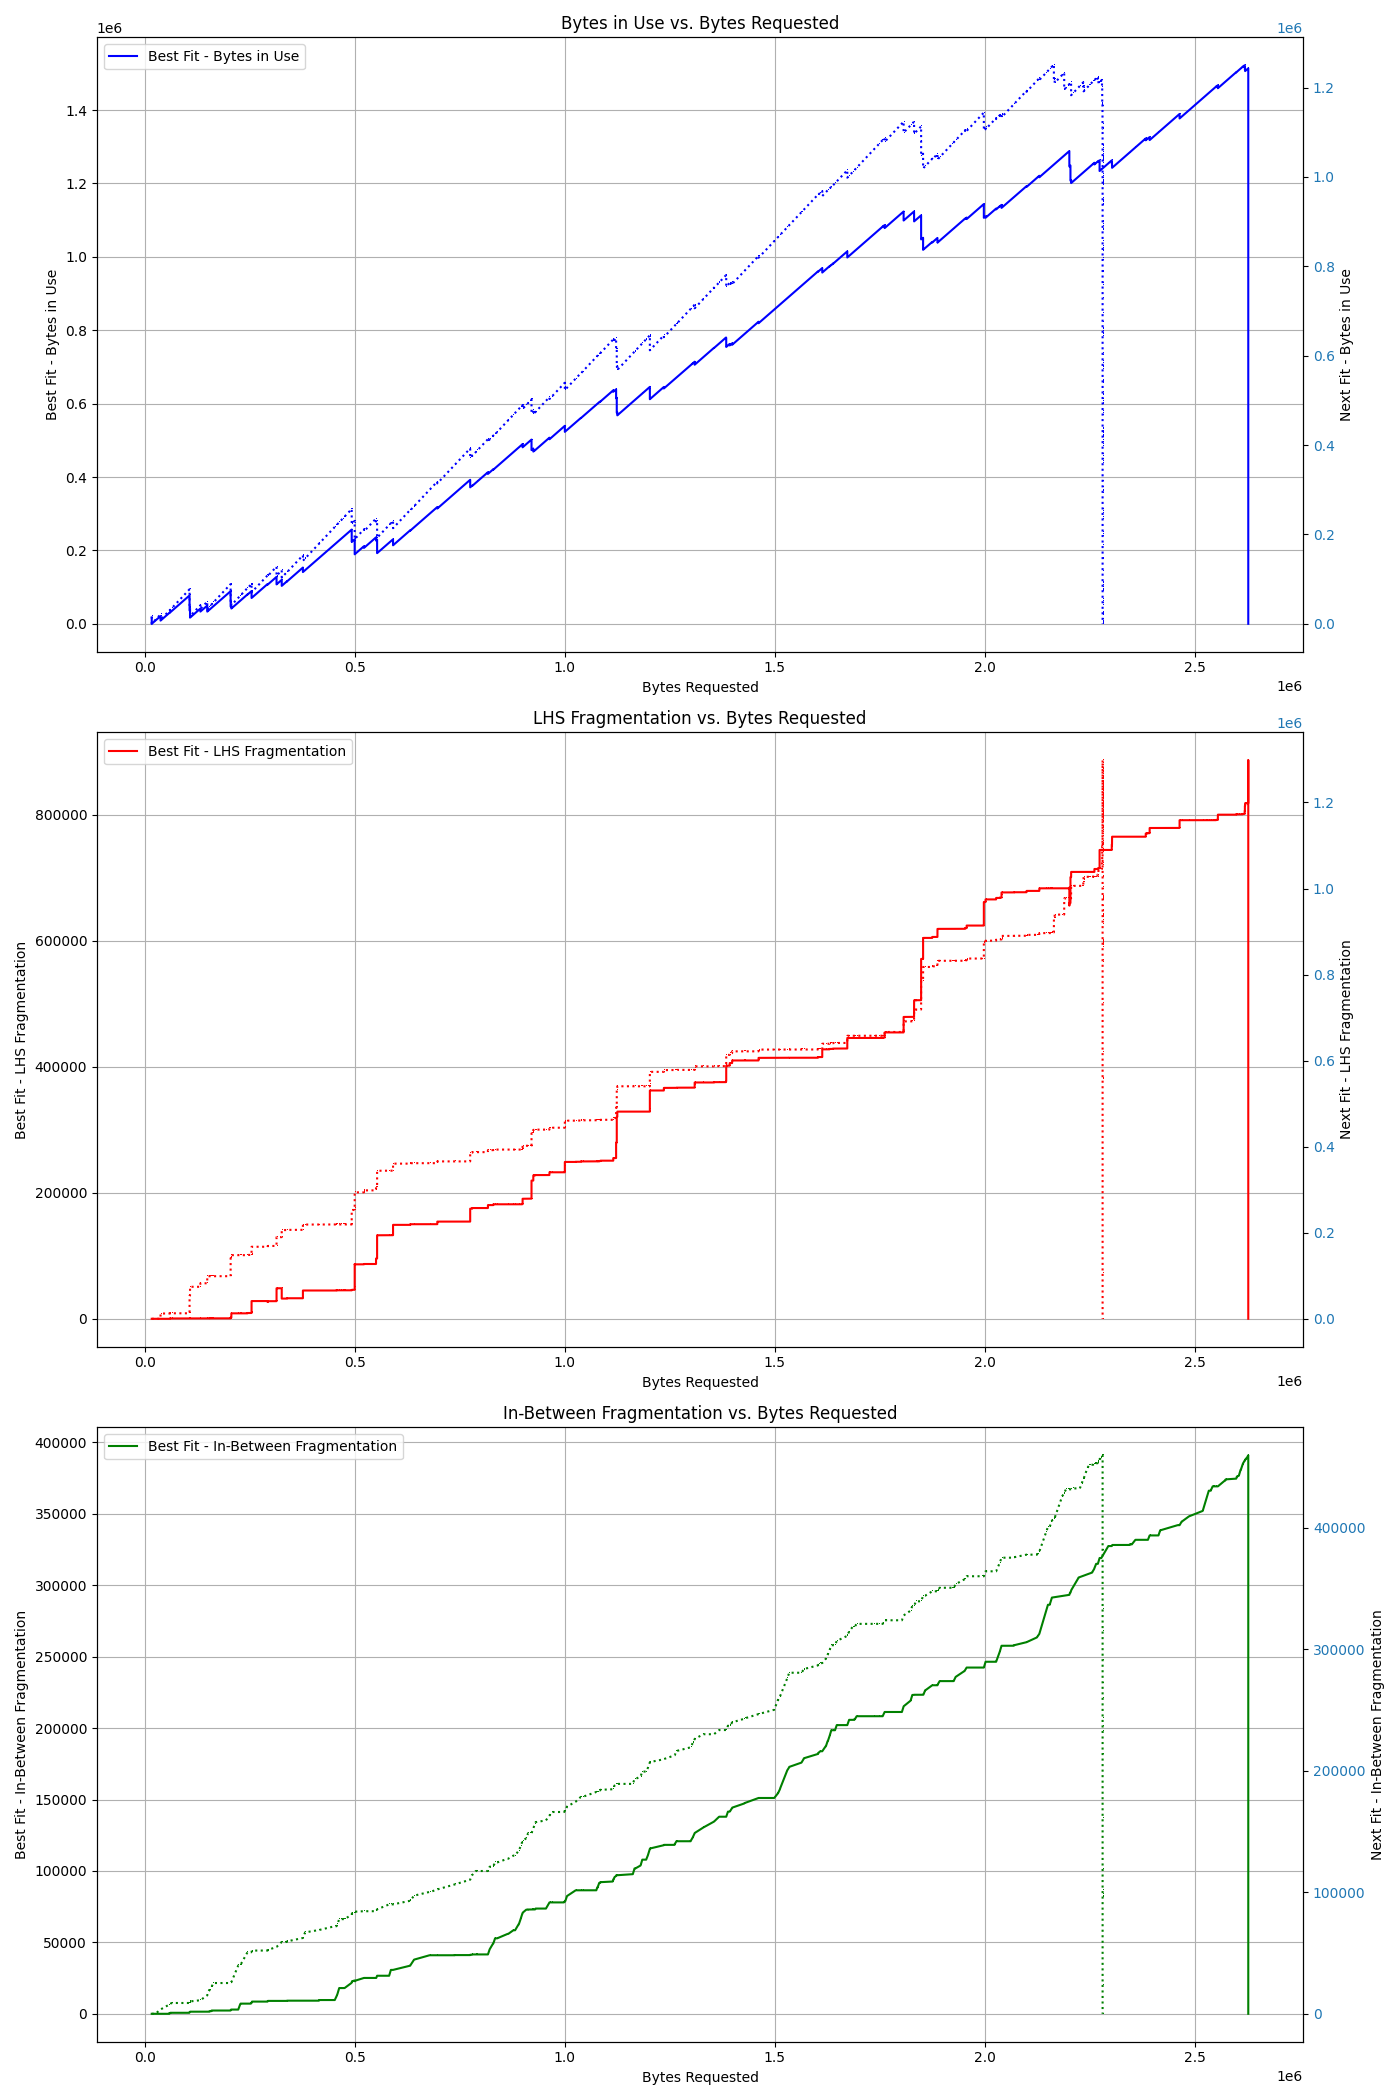 Bytes in Use vs. Bytes Requested
1e6
1e6
Best Fit - Bytes in Use
1.4
1.2
1.0
0.8
0.6
0.4
0.2
0.0
Best Fit - Bytes in Use
1.2
1.0
0.8
0.6
0.4
0.2
0.0
Next Fit - Bytes in Use
0.0
0.5
1.0
1.5
2.0
2.5
Bytes Requested
1e6
LHS Fragmentation vs. Bytes Requested
1e6
Best Fit - LHS Fragmentation
800000
600000
400000
200000
0
Best Fit - LHS Fragmentation
1.2
1.0
0.8
0.6
0.4
0.2
0.0
Next Fit - LHS Fragmentation
0.0
0.5
1.0
1.5
2.0
2.5
Bytes Requested
1e6
In-Between Fragmentation vs. Bytes Requested
Best Fit - In-Between Fragmentation
400000
350000
300000
250000
200000
150000
100000
50000
0
Best Fit - In-Between Fragmentation
400000
300000
200000
100000
0
Next Fit - In-Between Fragmentation
0.0
0.5
1.0
1.5
2.0
2.5
Bytes Requested
1e6